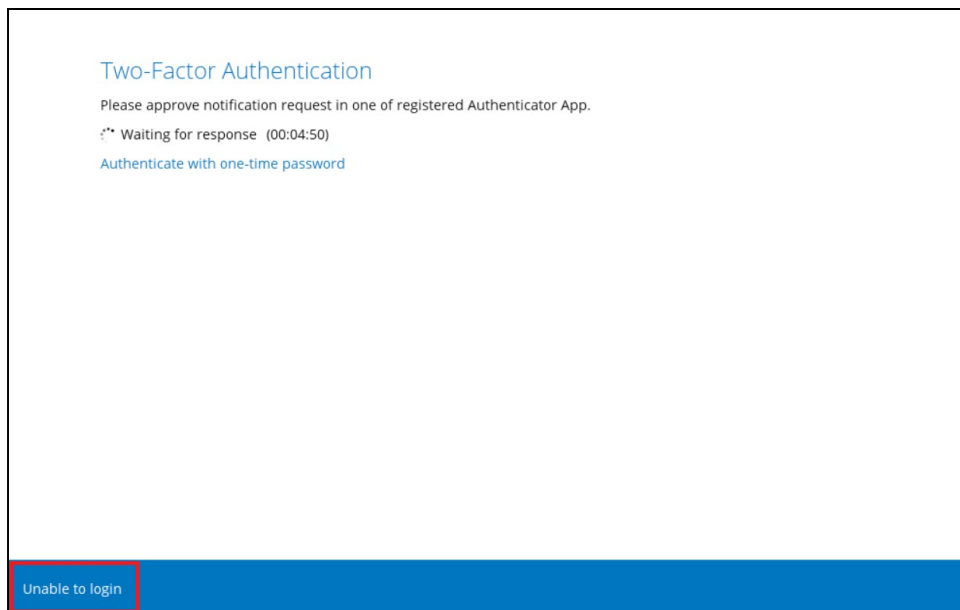 Two-Factor Authentication
Please approve notification request in one of registered Authenticator App.
Waiting for response (00:04:50)
Authenticate with one-time password
Unable to login